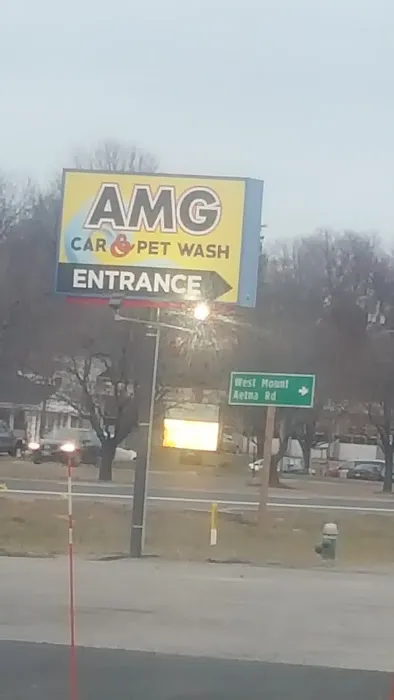 AMG
CAR & PET WASH
ENTRANCE
West Mount
Aetna Rd